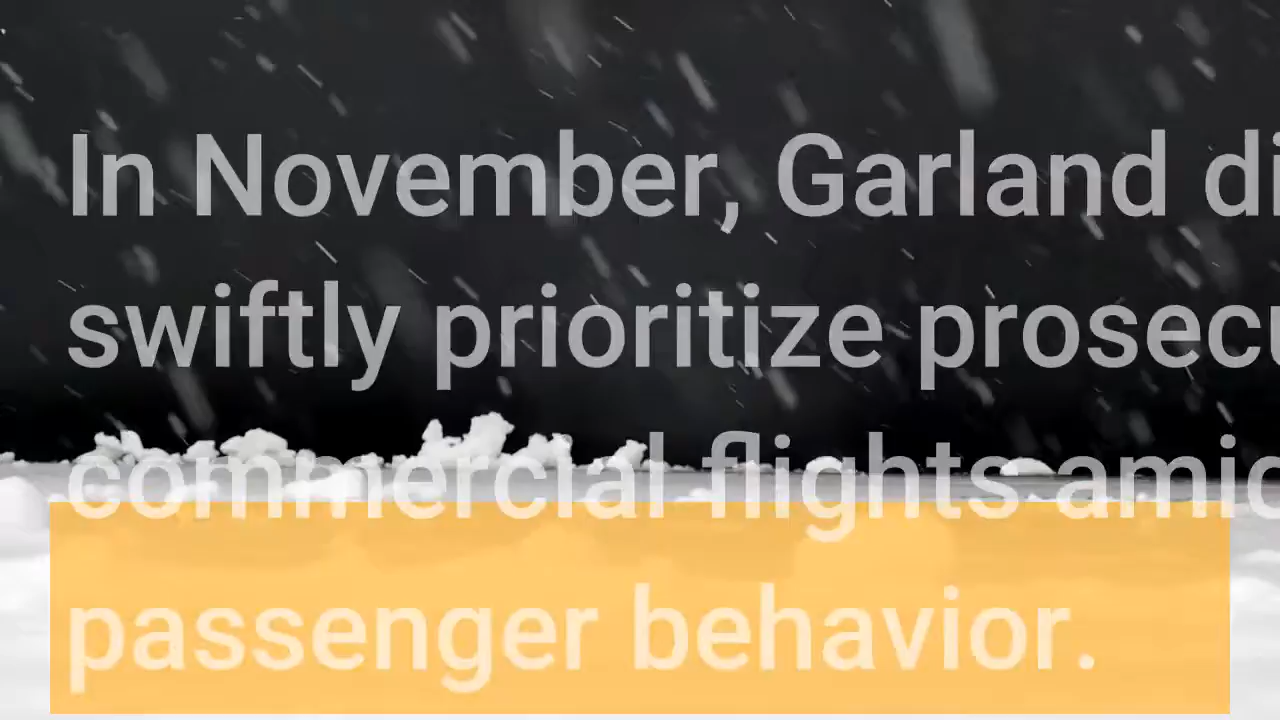 In November, Garland di
swiftly prioritize prosecu
commercial flights amid
passenger behavior.